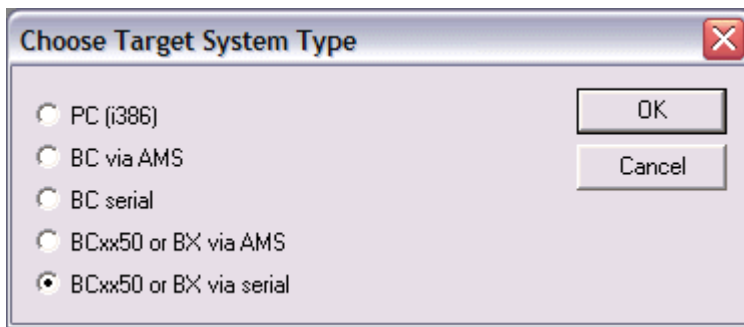 Choose Target System Type
PC (i386)
OK
BC via AMS
Cancel
BC serial
BCxx50 or BX via AMS
BCxx50 or BX via serial